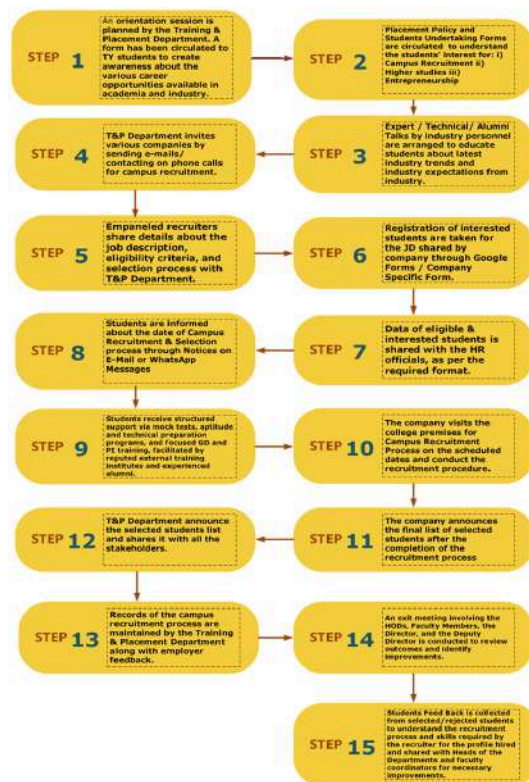 STEP 1
An orientation session is
planned by the Training &
Placement Department. A
form has been circulated to
TY students to create
awareness about the
various career
opportunities available in
academia and industry.
STEP 2
Placement Policy and
Students Undertaking Forms
are circulated to understand
the students' interest for: i)
Campus Recruitment ii)
Higher studies iii)
Entrepreneurship
STEP 3
Expert / Technical/ Alumni
Talks by industry personnel
are arranged to educate
students about latest
industry trends and
industry expectations from
industry.
STEP 4
T&P Department invites
various companies by
sending e-mails/
contacting on phone calls
for campus recruitment.
STEP 5
Empaneled recruiters
share details about the
job description,
eligibility criteria, and
selection process with
T&P Department.
STEP 6
Registration of interested
students are taken for
the JD shared by
company through Google
Forms / Company
Specific Form.
STEP 7
Data of eligible &
interested students is
shared with the HR
officials, as per the
required format.
STEP 8
Students are informed
about the date of Campus
Recruitment & Selection
process through Notices on
E-Mail or WhatsApp
Messages
STEP 9
Students receive structured
support via mock tests, aptitude
and technical preparation
programs, and focused GD and
PI training, facilitated by
reputed external training
institutes and experienced
alumni.
STEP 10
The company visits the
college premises for
Campus Recruitment
Process on the scheduled
dates and conduct the
recruitment procedure.
STEP 11
The company announces
the final list of selected
students after the
completion of the
recruitment process
STEP 12
T&P Department announce
the selected students list
and shares it with all the
stakeholders.
STEP 13
Records of the campus
recruitment process are
maintained by the Training
& Placement Department
along with employer
feedback.
STEP 14
An exit meeting involving the
HODs, Faculty Members, the
Director, and the Deputy
Director is conducted to review
outcomes and identify
improvements.
STEP 15
Students Feed Back is collected
from selected/rejected students
to understand the recruitment
process and skills required by
the recruiter for the profile hired
and shared with Heads of the
Departments and faculty
coordinators for necessary
improvements.